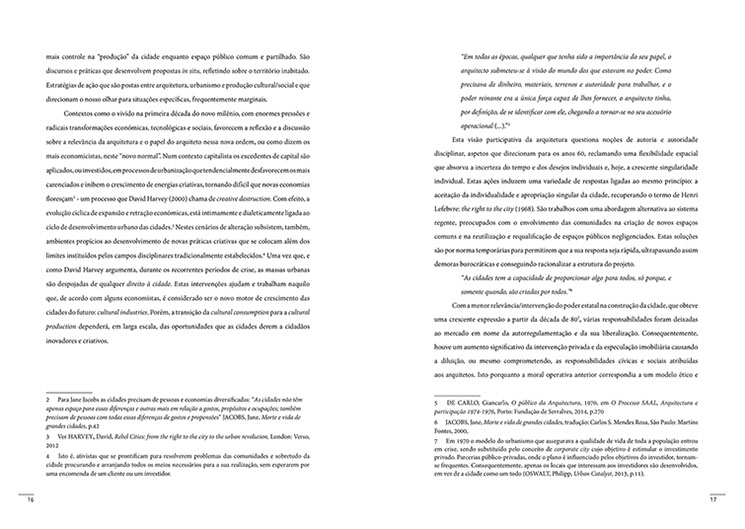 mais controle na “produção” da cidade enquanto espaço público comum e partilhado. São
discursos e práticas que desenvolvem propostas in situ, refletindo sobre o território inabitado.
Estratégias de ação que são postas entre arquitetura, urbanismo e produção cultural/social e que
direcionam o nosso olhar para situações específicas, frequentemente marginais.
Contextos como o vivido na primeira década do novo milénio, com enormes pressões e
radicais transformações económicas, tecnológicas e sociais, favorecem a reflexão e a discussão
sobre a relevância da arquitetura e o papel do arquiteto nessa nova ordem, ou como dizem os
mais economicistas, neste “novo normal”. Num contexto capitalista os excedentes de capital são
aplicados, ou investidos, em processos de urbanização que tendencialmente desfavorecem os mais
carenciados e inibem o crescimento de energias criativas, tornando difícil que novas economias
floresçam² - um processo que David Harvey (2000) chama de creative destruction. Com efeito, a
evolução cíclica de expansão e retração económicas, está intimamente e dialeticamente ligada ao
ciclo de desenvolvimento urbano das cidades.³ Nestes cenários de alteração subsistem, também,
ambientes propícios ao desenvolvimento de novas práticas criativas que se colocam além dos
limites instituídos pelos campos disciplinares tradicionalmente estabelecidos.⁴ Uma vez que, e
como David Harvey argumenta, durante os recorrentes períodos de crise, as massas urbanas
são despojadas de qualquer direito à cidade. Estas intervenções ajudam e trabalham naquilo
que, de acordo com alguns economistas, é considerado ser o novo motor de crescimento das
cidades do futuro: cultural industries. Porém, a transição da cultural consumption para a cultural
production dependerá, em larga escala, das oportunidades que as cidades derem a cidadãos
inovadores e criativos.
2 Para Jane Jacobs as cidades precisam de pessoas e economias diversificadas: “As cidades não têm
apenas espaço para essas diferenças e outras mais em relação a gostos, propósitos e ocupações; também
precisam de pessoas com todas essas diferenças de gostos e propensões” JACOBS, Jane, Morte e vida de
grandes cidades, p.42
3 Ver HARVEY, David, Rebel Cities: from the right to the city to the urban revolution, London: Verso,
2012
4 Isto é, ativistas que se prontificam para resolverem problemas das comunidades e sobretudo da
cidade procurando e arranjando todos os meios necessários para a sua realização, sem esperarem por
uma encomenda de um cliente ou um investidor.
16
“Em todas as épocas, qualquer que tenha sido a importância do seu papel, o
arquitecto submeteu-se à visão do mundo dos que estavam no poder. Como
precisava de dinheiro, materiais, terrenos e autoridade para trabalhar, e o
poder reinante era a única força capaz de lhos fornecer, o arquitecto tinha,
por definição, de se identificar com ele, chegando a tornar-se no seu acessório
operacional (...).”⁵
Esta visão participativa da arquitetura questiona noções de autoria e autoridade
disciplinar, aspetos que direcionam para os anos 60, reclamando uma flexibilidade espacial
que absorva a incerteza do tempo e dos desejos individuais e, hoje, a crescente singularidade
individual. Estas ações induzem uma variedade de respostas ligadas ao mesmo princípio: a
aceitação da individualidade e apropriação singular da cidade, recuperando o termo de Henri
Lefebvre: the right to the city (1968). São trabalhos com uma abordagem alternativa ao sistema
regente, preocupados com o envolvimento das comunidades na criação de novos espaços
comuns e na reutilização e requalificação de espaços públicos negligenciados. Estas soluções
são por norma temporárias para permitirem que a sua resposta seja rápida, ultrapassando assim
demoras burocráticas e conseguindo racionalizar a estrutura do projeto.
“As cidades tem a capacidade de proporcionar algo para todos, só porque, e
somente quando, são criadas por todos.”⁶
Com a menor relevância/intervenção do poder estatal na construção da cidade, que obteve
uma crescente expressão a partir da década de 80⁷, várias responsabilidades foram deixadas
ao mercado em nome da autorregulamentação e da sua liberalização. Consequentemente,
houve um aumento significativo da intervenção privada e da especulação imobiliária causando
a diluição, ou mesmo comprometendo, as responsabilidades cívicas e sociais atribuídas
aos arquitetos. Isto porquanto a moral operativa anterior correspondia a um modelo ético e
5 DE CARLO, Giancarlo, O público da Arquitectura, 1970, em O Processo SAAL, Arquitectura e
participação 1974-1976, Porto: Fundação de Serralves, 2014, p.270
6 JACOBS, Jane, Morte e vida de grandes cidades, tradução: Carlos S. Mendes Rosa, São Paulo: Martins
Fontes, 2000,
7 Em 1970 o modelo de urbanismo que assegurava a qualidade de vida de toda a população entrou
em crise, sendo substituído pelo conceito de corporate city cujo objetivo é estimular o investimento
privado. Parcerias público-privadas, onde o plano é influenciado pelos objetivos do investidor, tornam-
se frequentes. Consequentemente, apenas os locais que interessam aos investidores são desenvolvidos,
em vez de a cidade como um todo (OSWALT, Philipp, Urban Catalyst, 2013, p.11).
17